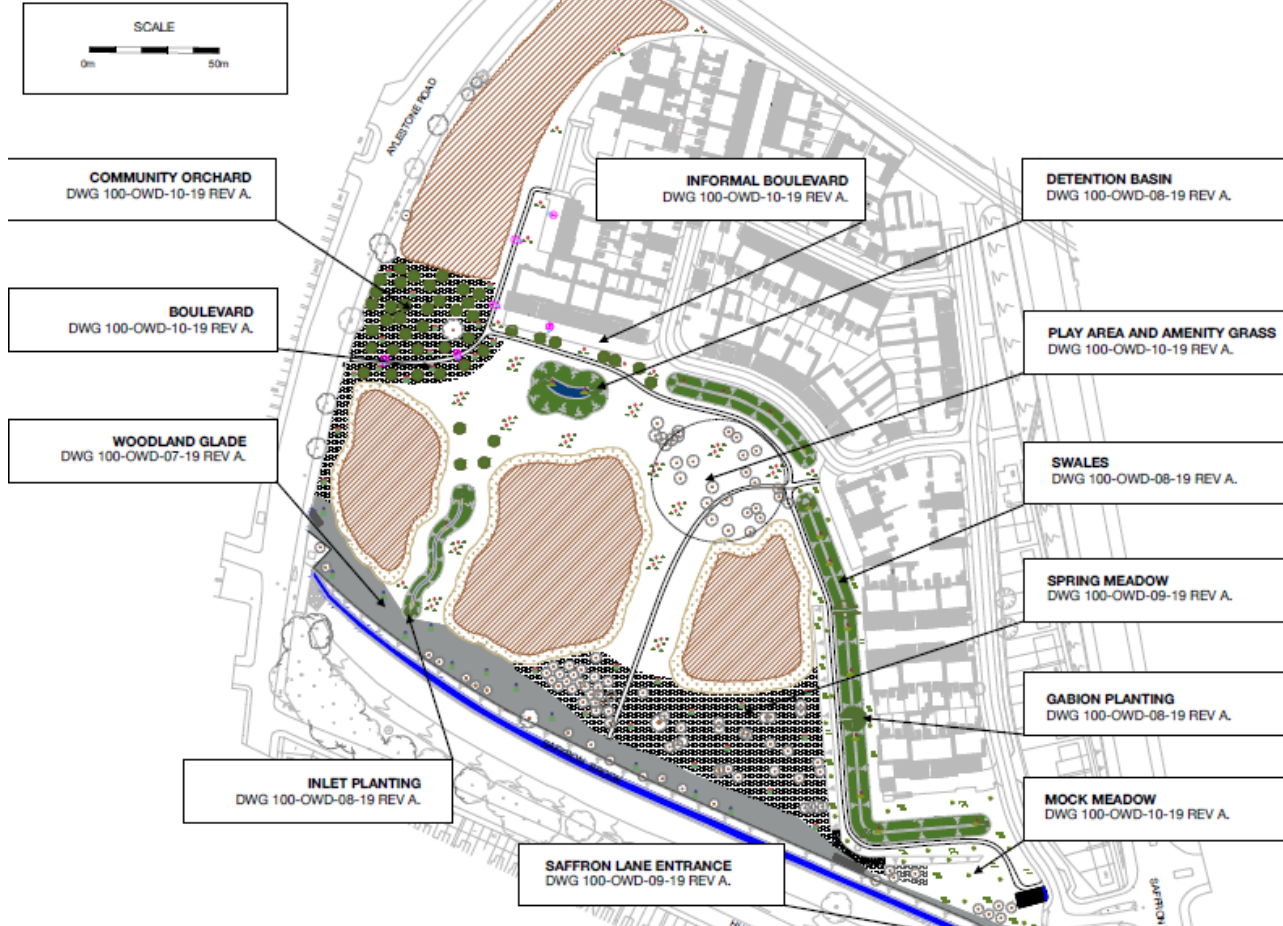 SCALE
0m 50m
AYLESTONE ROAD
COMMUNITY ORCHARD
DWG 100-OWD-10-19 REV A.
INFORMAL BOULEVARD
DWG 100-OWD-10-19 REV A.
DETENTION BASIN
DWG 100-OWD-08-19 REV A.
BOULEVARD
DWG 100-OWD-10-19 REV A.
PLAY AREA AND AMENITY GRASS
DWG 100-OWD-10-19 REV A.
WOODLAND GLADE
DWG 100-OWD-07-19 REV A.
SWALES
DWG 100-OWD-08-19 REV A.
SPRING MEADOW
DWG 100-OWD-09-19 REV A.
GABION PLANTING
DWG 100-OWD-08-19 REV A.
INLET PLANTING
DWG 100-OWD-08-19 REV A.
MOCK MEADOW
DWG 100-OWD-10-19 REV A.
SAFFRON LANE ENTRANCE
DWG 100-OWD-09-19 REV A.
SAFFRON
SAFFRON